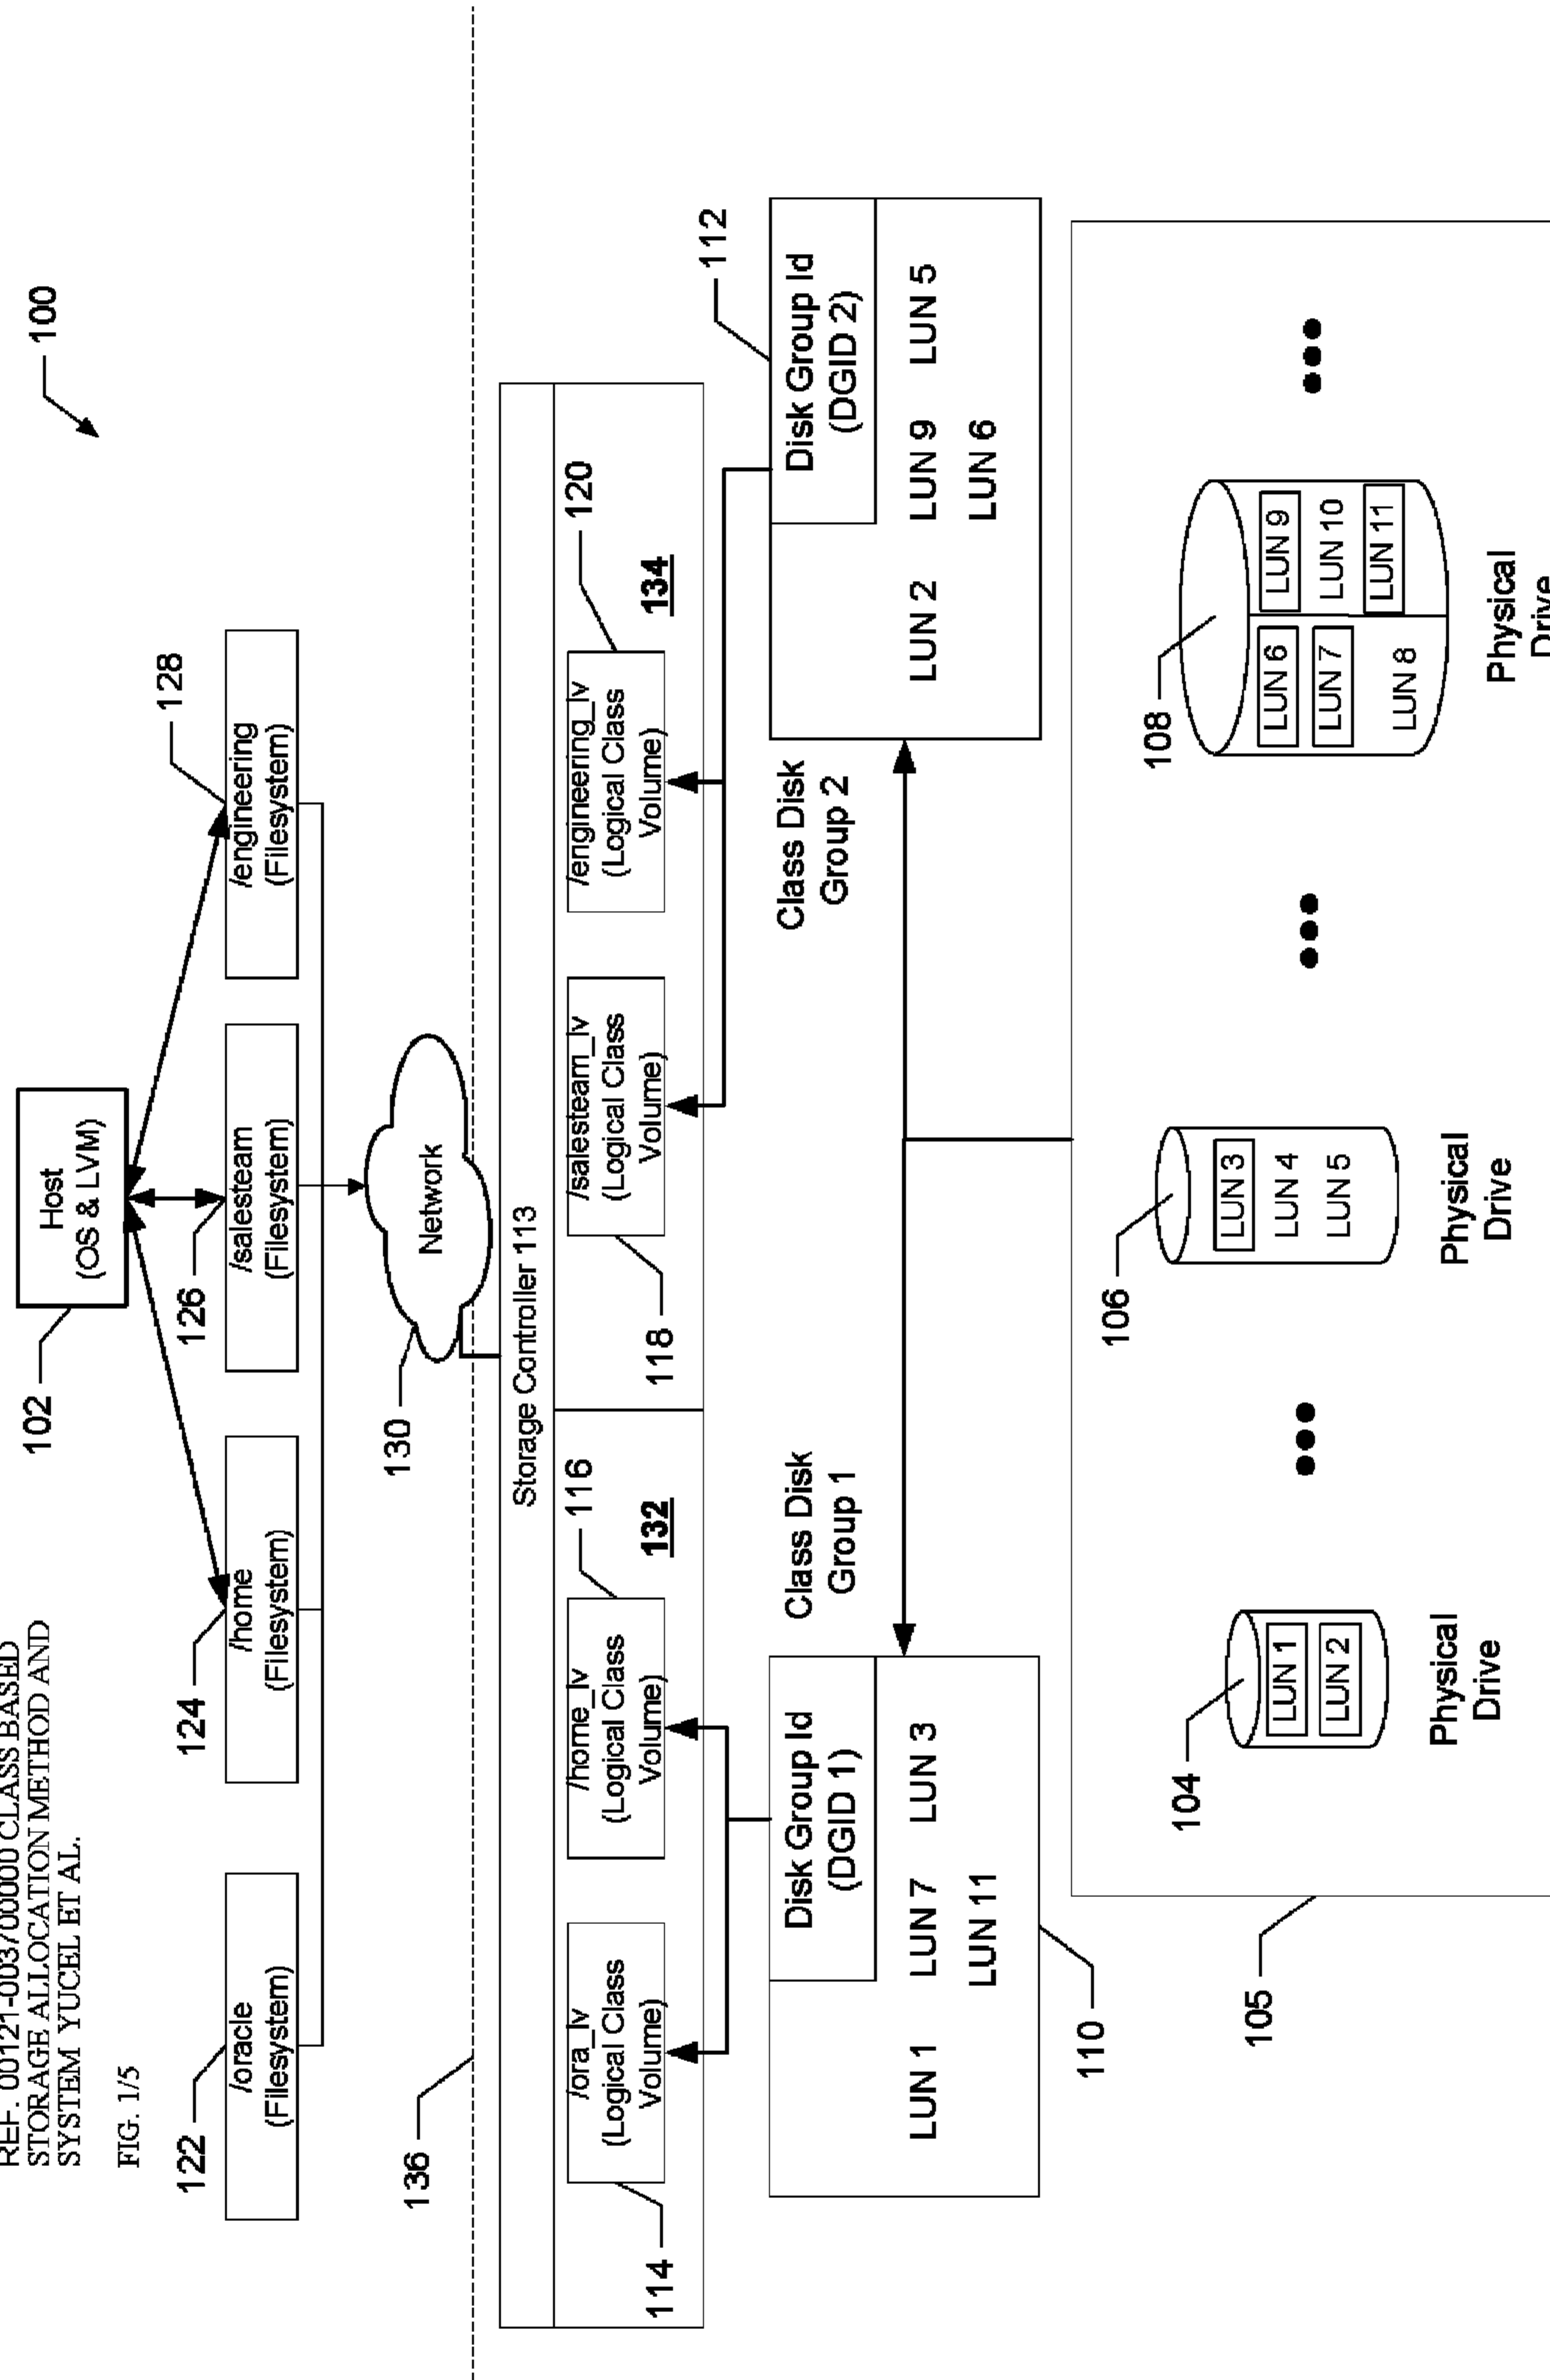 REF. 00121-003700000 CLASS BASED
STORAGE ALLOCATION METHOD AND
SYSTEM YUCEL ET AL.
FIG. 1/5
100
102
Host
(OS & LVM)
122
124
126
128
/oracle
(Filesystem)
/home
(Filesystem)
/salesteam
(Filesystem)
/engineering
(Filesystem)
136
130
Network
Storage Controller 113
/ora_lv
(Logical Class
Volume)
/home_lv
(Logical Class
Volume)
/salesteam_lv
(Logical Class
Volume)
/engineering_lv
(Logical Class
Volume)
114
116
132
118
120
134
112
Disk Group Id
(DGID 1)
LUN 1
LUN 7
LUN 3
LUN 11
110
Class Disk
Group 1
Class Disk
Group 2
Disk Group Id
(DGID 2)
LUN 2
LUN 9
LUN 5
LUN 6
105
104
LUN 1
LUN 2
Physical
Drive
106
LUN 3
LUN 4
LUN 5
Physical
Drive
108
LUN 6
LUN 7
LUN 8
LUN 9
LUN 10
LUN 11
Physical
Drive